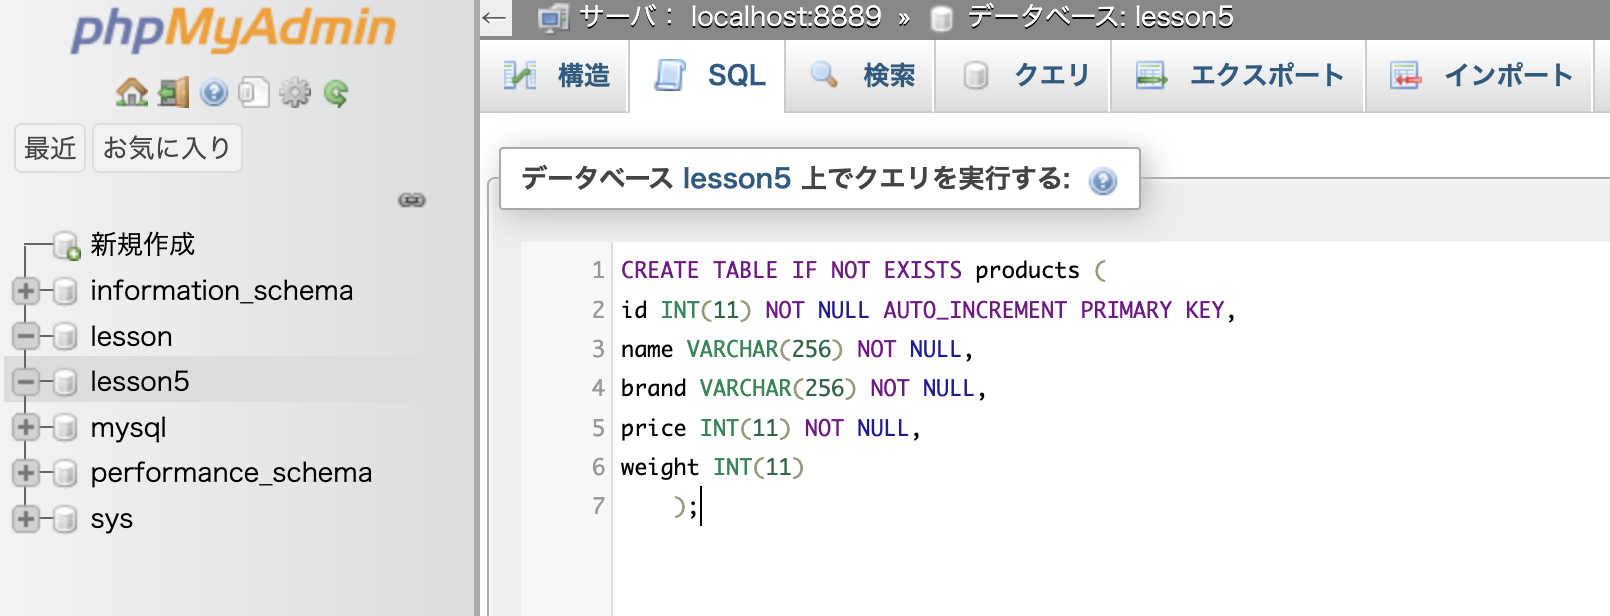 phpMyAdmin
最近 お気に入り
新規作成
information_schema
lesson
lesson5
mysql
performance_schema
sys
← サーバ： localhost:8889 » データベース: lesson5
構造 SQL 検索 クエリ エクスポート インポート
データベース lesson5 上でクエリを実行する:
1 CREATE TABLE IF NOT EXISTS products (
2 id INT(11) NOT NULL AUTO_INCREMENT PRIMARY KEY,
3 name VARCHAR(256) NOT NULL,
4 brand VARCHAR(256) NOT NULL,
5 price INT(11) NOT NULL,
6 weight INT(11)
7 );